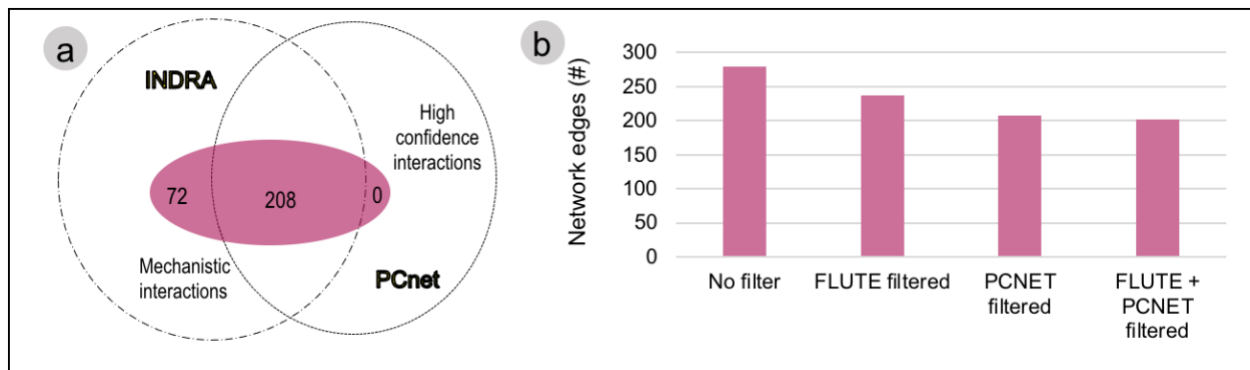 a
INDRA
High
confidence
interactions
72
208
0
Mechanistic
interactions
PCnet
b
Network edges (#)
300
250
200
150
100
50
0
No filter
FLUTE filtered
PCNET
filtered
FLUTE +
PCNET
filtered